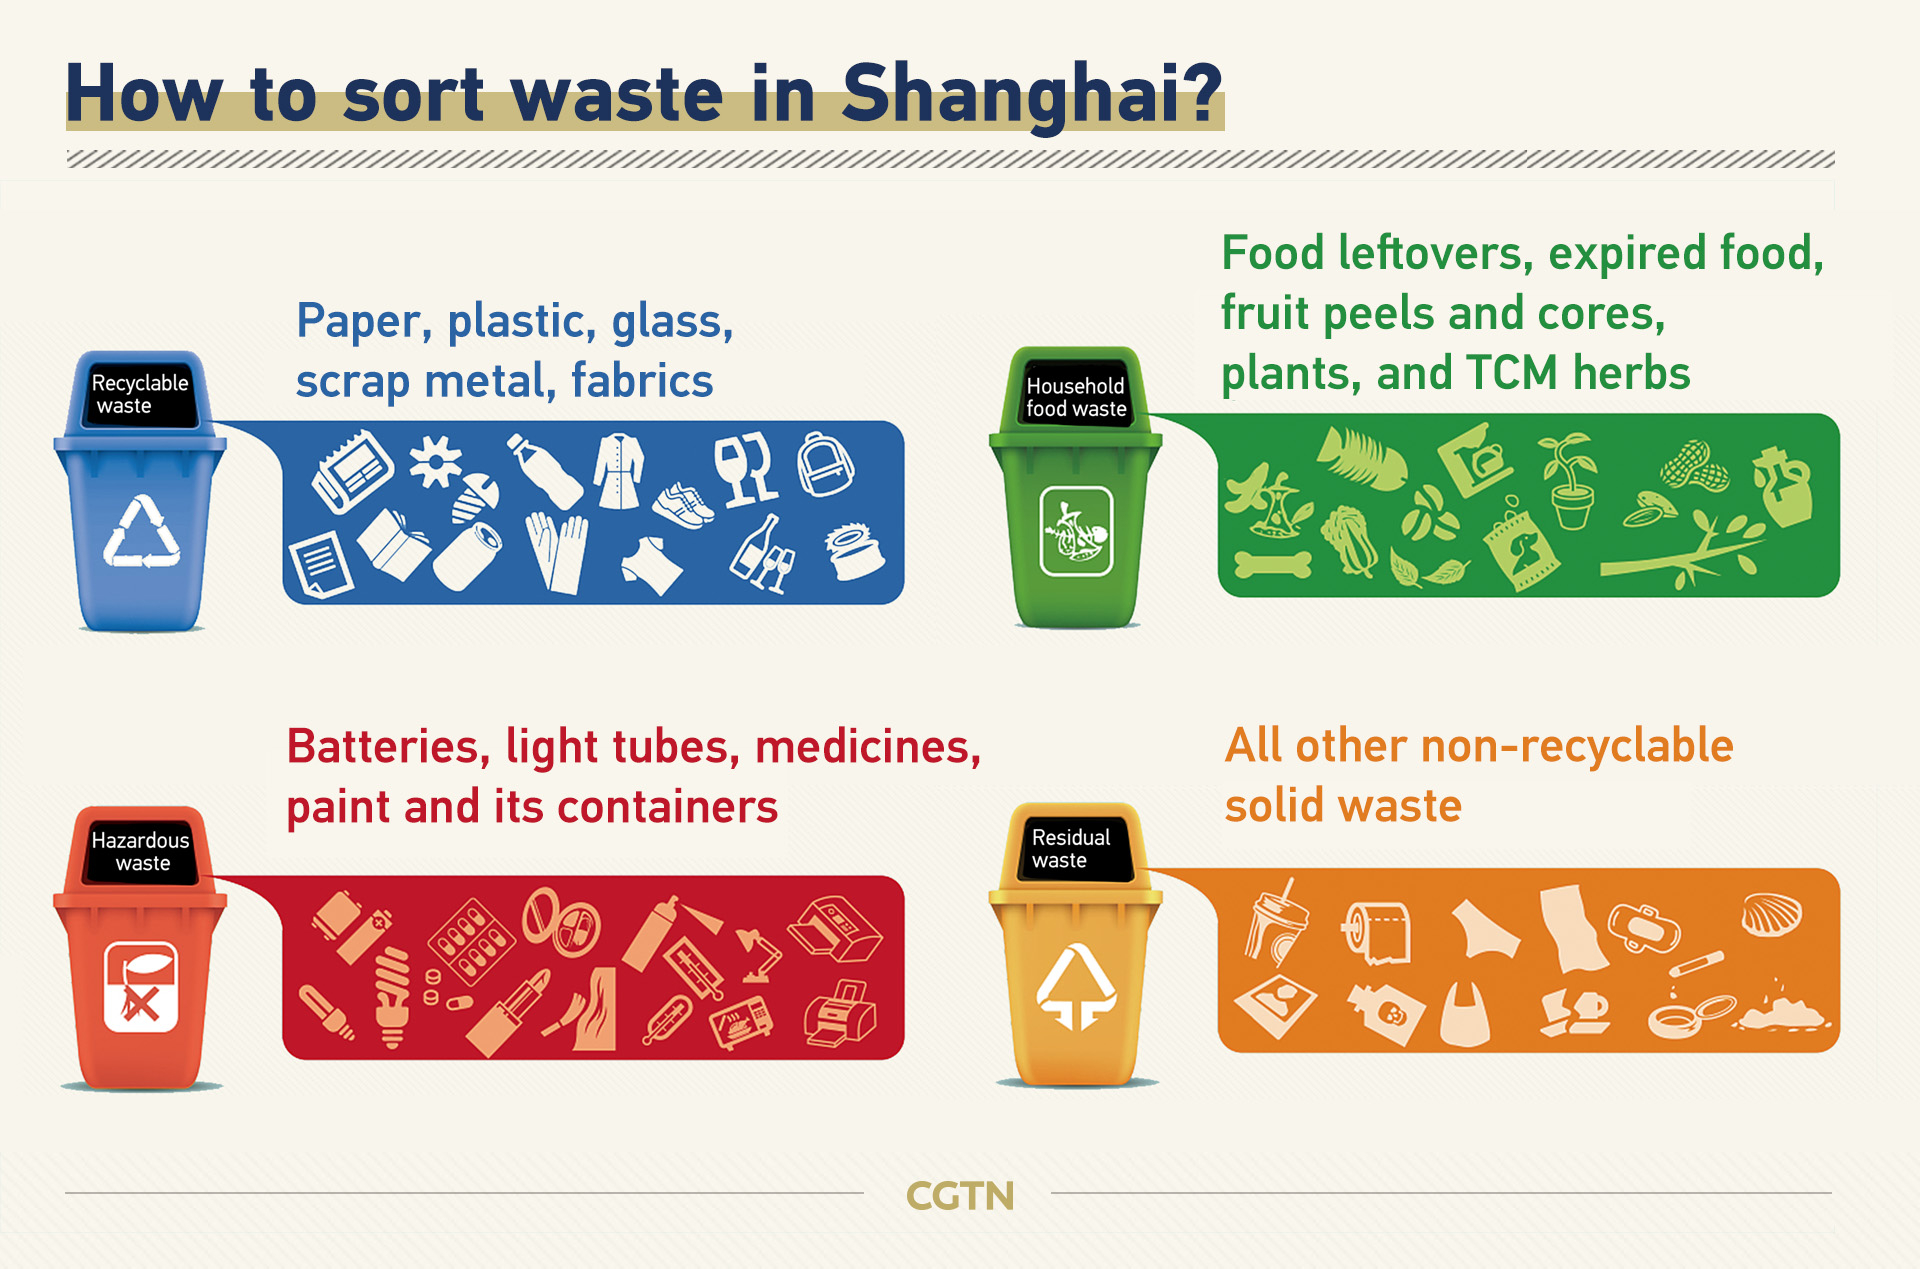 How to sort waste in Shanghai?
Paper, plastic, glass,
scrap metal, fabrics
Recyclable
waste
Food leftovers, expired food,
fruit peels and cores,
plants, and TCM herbs
Household
food waste
Batteries, light tubes, medicines,
paint and its containers
Hazardous
waste
All other non-recyclable
solid waste
Residual
waste
CGTN